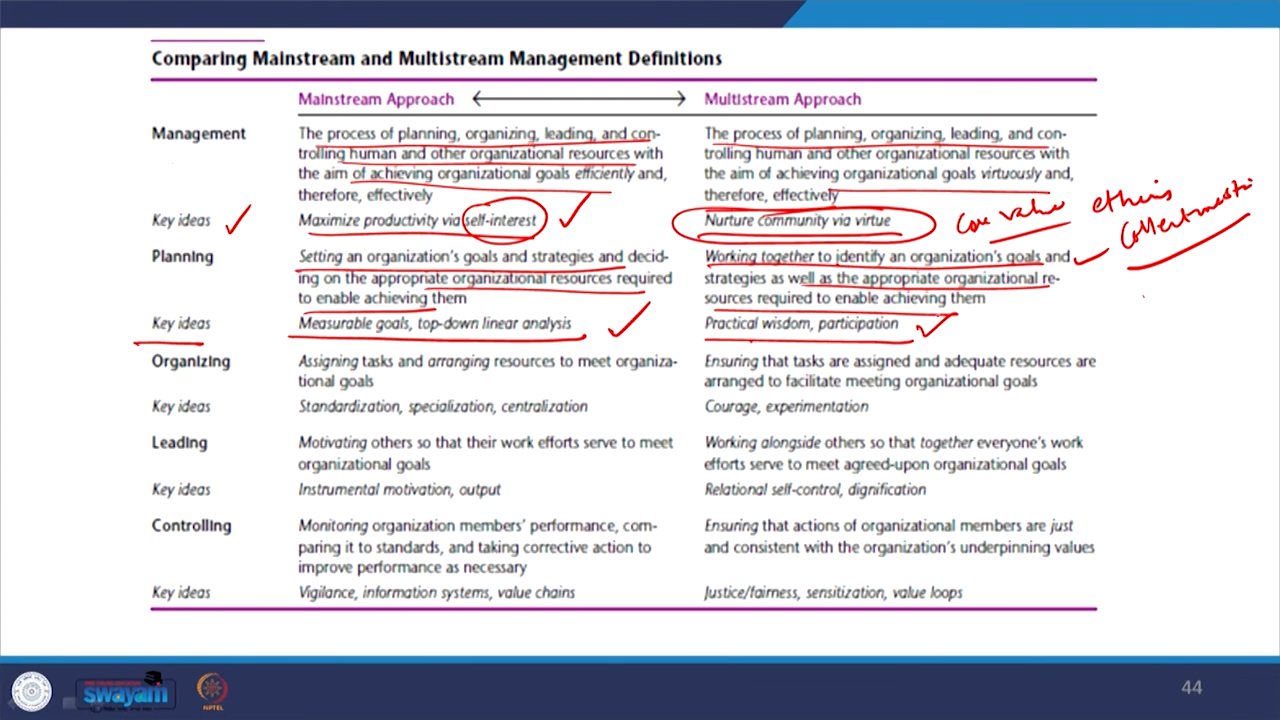 Comparing Mainstream and Multistream Management Definitions
Mainstream Approach Multistream Approach
Management
The process of planning, organizing, leading, and con-
trolling human and other organizational resources with
the aim of achieving organizational goals efficiently and,
therefore, effectively
The process of planning, organizing, leading, and con-
trolling human and other organizational resources with
the aim of achieving organizational goals virtuously and,
therefore, effectively
Key ideas
Maximize productivity via self-interest
Nurture community via virtue
value ethics
Planning
Setting an organization's goals and strategies and decid-
ing on the appropriate organizational resources required
to enable achieving them
Working together to identify an organization's goals and
strategies as well as the appropriate organizational re-
sources required to enable achieving them
Key ideas
Measurable goals, top-down linear analysis
Practical wisdom, participation
Organizing
Assigning tasks and arranging resources to meet organiza-
tional goals
Ensuring that tasks are assigned and adequate resources are
arranged to facilitate meeting organizational goals
Key ideas
Standardization, specialization, centralization
Courage, experimentation
Leading
Motivating others so that their work efforts serve to meet
organizational goals
Working alongside others so that together everyone's work
efforts serve to meet agreed-upon organizational goals
Key ideas
Instrumental motivation, output
Relational self-control, dignification
Controlling
Monitoring organization members' performance, com-
paring it to standards, and taking corrective action to
improve performance as necessary
Ensuring that actions of organizational members are just
and consistent with the organization's underpinning values
Key ideas
Vigilance, information systems, value chains
Justice/fairness, sensitization, value loops
swayam
NPTEL
44